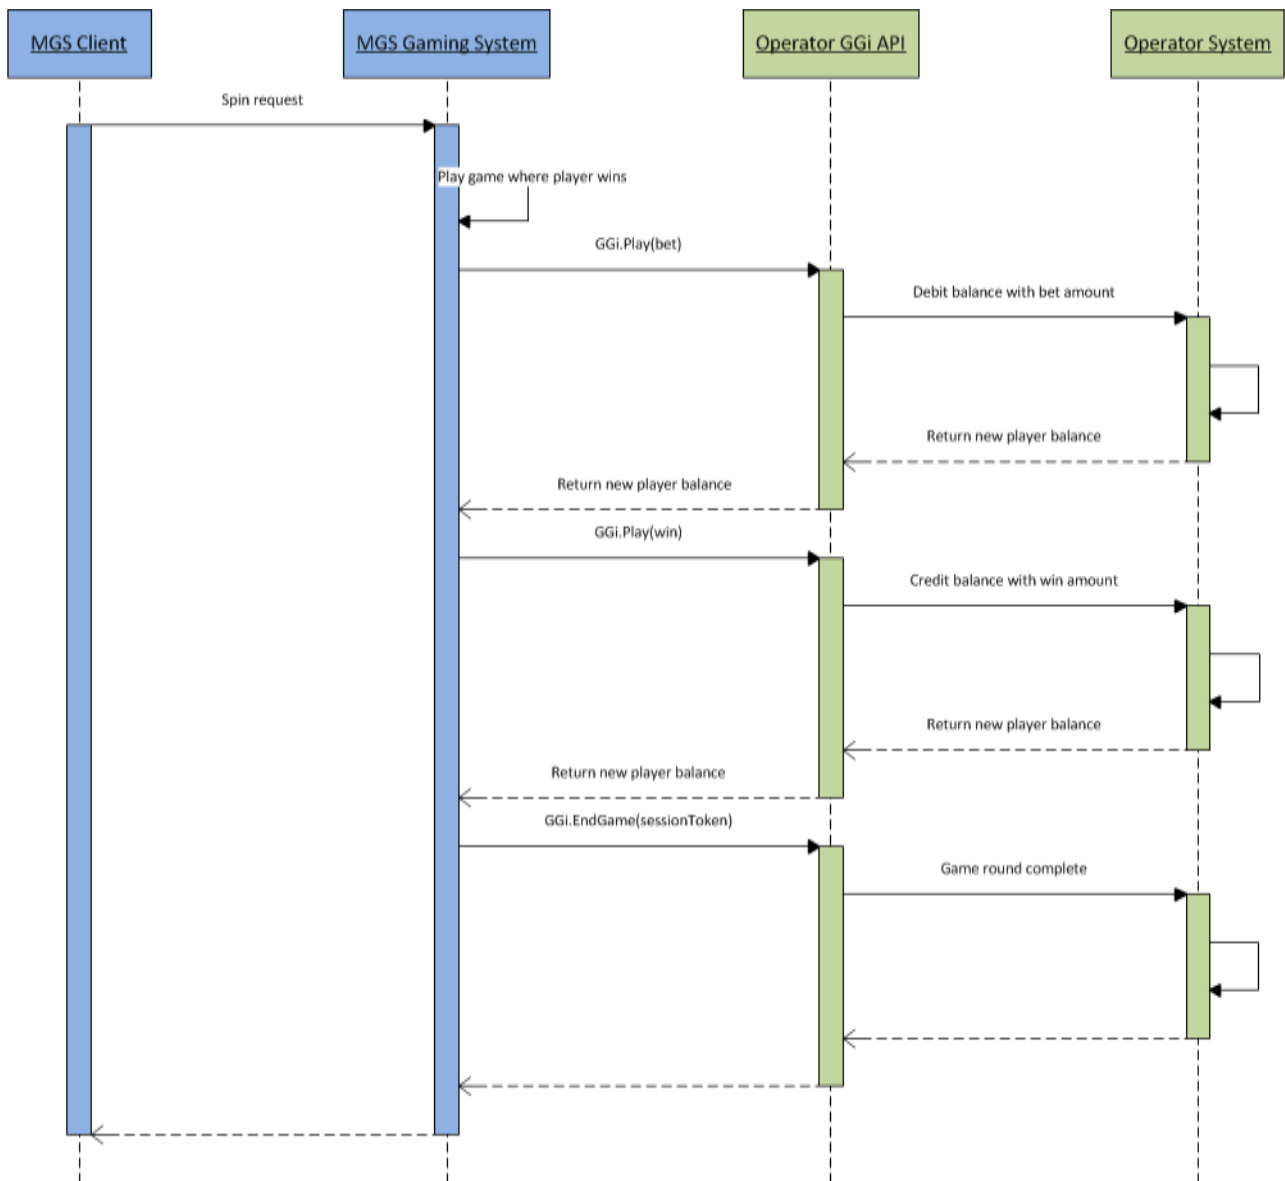 MGS Client
MGS Gaming System
Operator GGi API
Operator System
Spin request
Play game where player wins
GGi.Play(bet)
Debit balance with bet amount
Return new player balance
Return new player balance
GGi.Play(win)
Credit balance with win amount
Return new player balance
Return new player balance
GGi.EndGame(sessionToken)
Game round complete